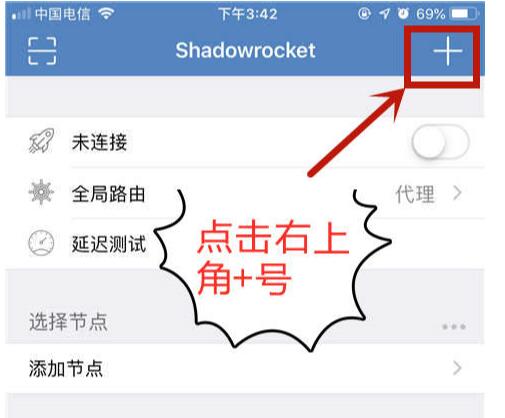 中国电信 下午3:42 69%
Shadowrocket
未连接
全局路由 代理
延迟测试
点击右上
角+号
选择节点
添加节点